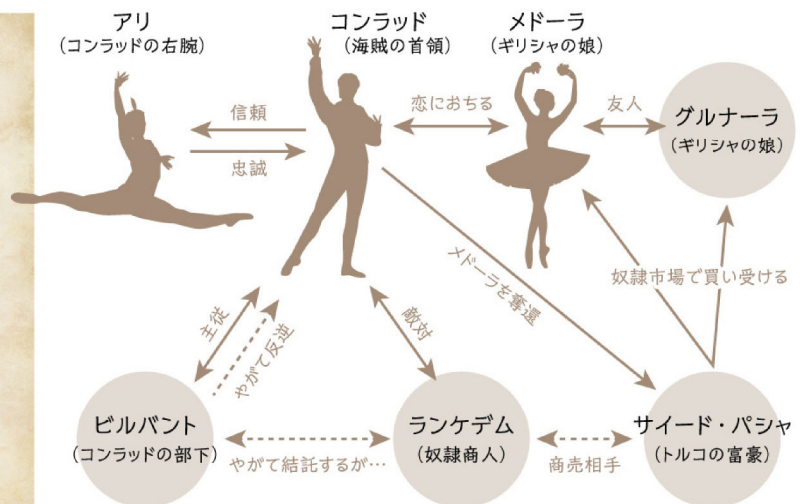 アリ
(コンラッドの右腕)
コンラッド
(海賊の首領)
メドーラ
(ギリシャの娘)
信頼
忠誠
恋におちる
友人
グルナーラ
(ギリシャの娘)
奴隷市場で買い受ける
メドーラを奪還
主従
やがて反逆
敵対
ビルバント
(コンラッドの部下)
やがて結託するが…
ランケデム
(奴隷商人)
商売相手
サイード・パシャ
(トルコの富豪)